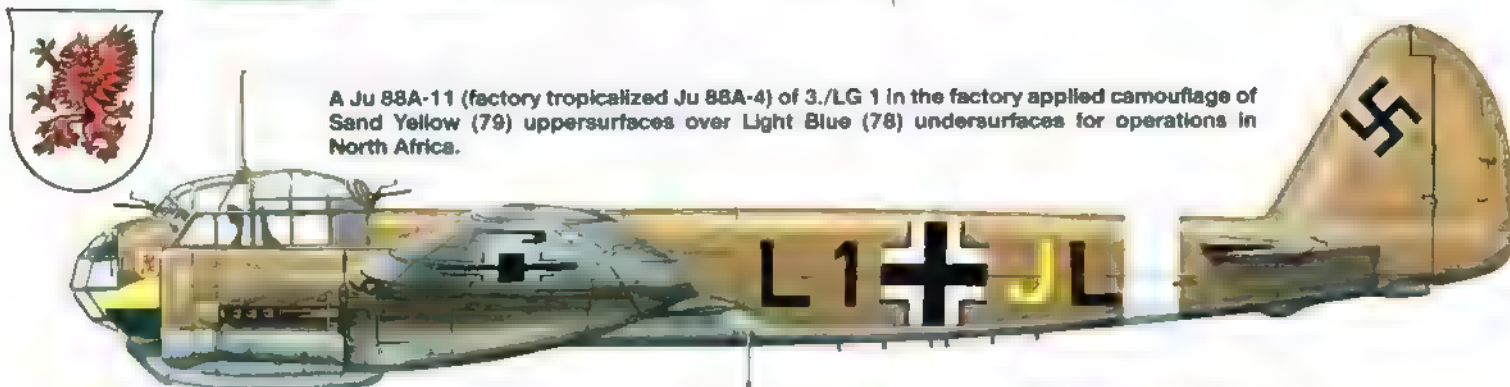 A Ju 88A-11 (factory tropicalized Ju 88A-4) of 3./LG 1 in the factory applied camouflage of
Sand Yellow (79) uppersurfaces over Light Blue (78) undersurfaces for operations in
North Africa.
L1 JL